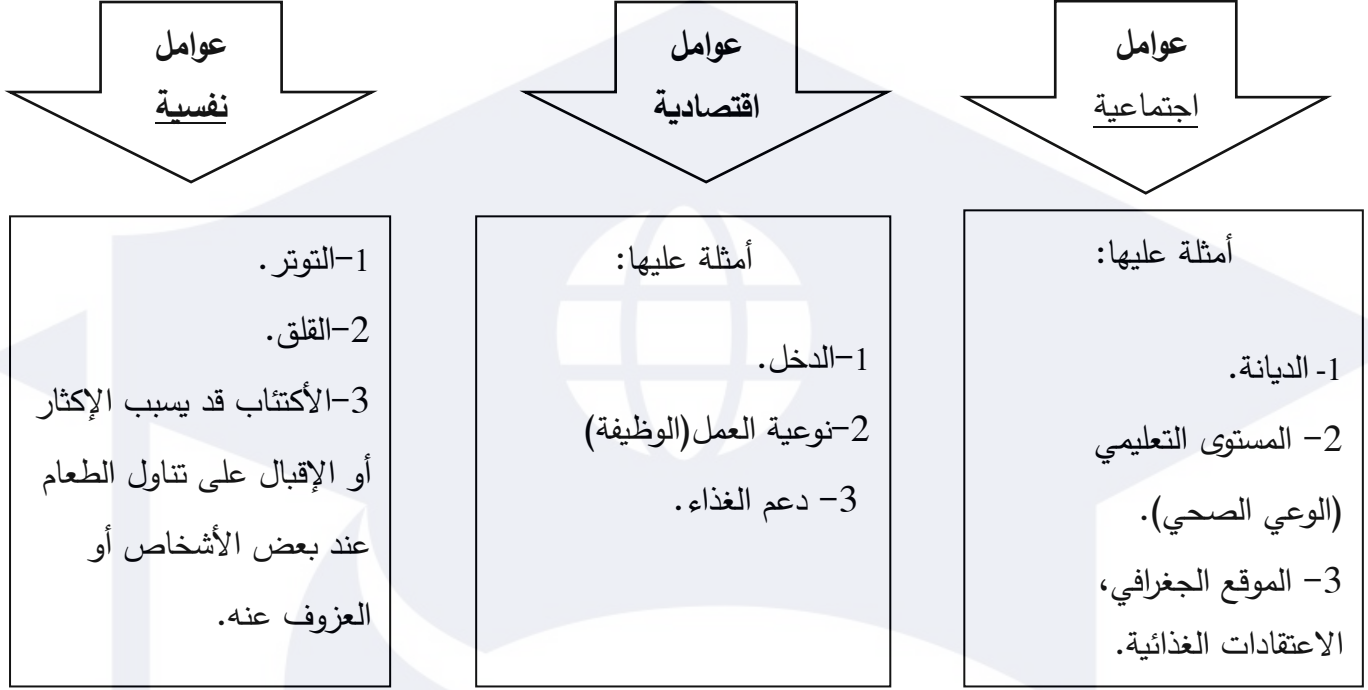 عوامل
اجتماعية
أمثلة عليها:
1- الديانة.
2- المستوى التعليمي
(الوعي الصحي).
3- الموقع الجغرافي،
الاعتقادات الغذائية.
عوامل
اقتصادية
أمثلة عليها:
1-الدخل.
2-نوعية العمل(الوظيفة)
3- دعم الغذاء.
عوامل
نفسية
1-التوتر.
2-القلق.
3-الأكتئاب قد يسبب الإكثار
أو الإقبال على تناول الطعام
عند بعض الأشخاص أو
العزوف عنه.